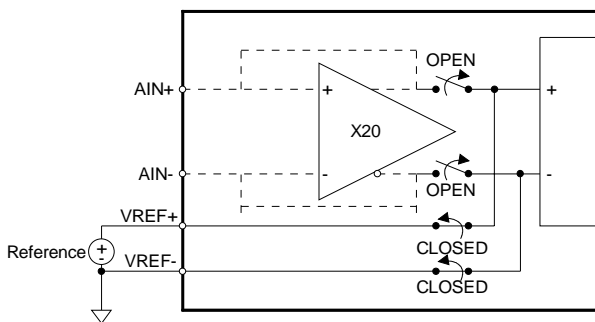 OPEN
AIN+
+
+
X20
AIN-
-
-
OPEN
VREF+
CLOSED
Reference
+
-
VREF-
CLOSED